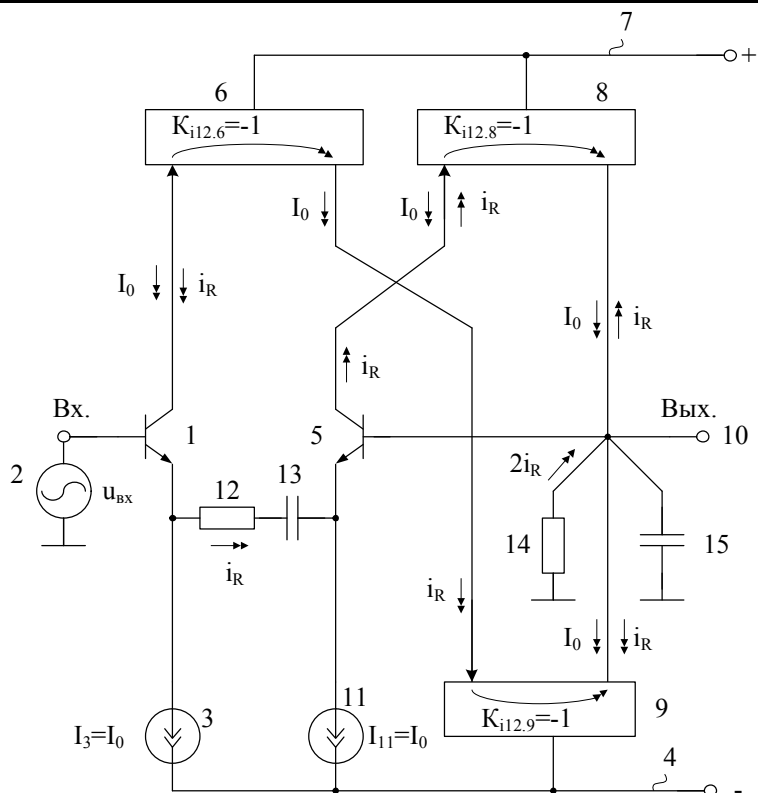 7
+
6
8
Ki12.6=-1
Ki12.8=-1
I0
I0
iR
I0
iR
I0
iR
iR
Вх.
1
5
Вых.
10
2
uвх
12
13
2iR
14
15
iR
iR
I0
iR
11
3
9
I3=I0
I11=I0
Ki12.9=-1
4
-